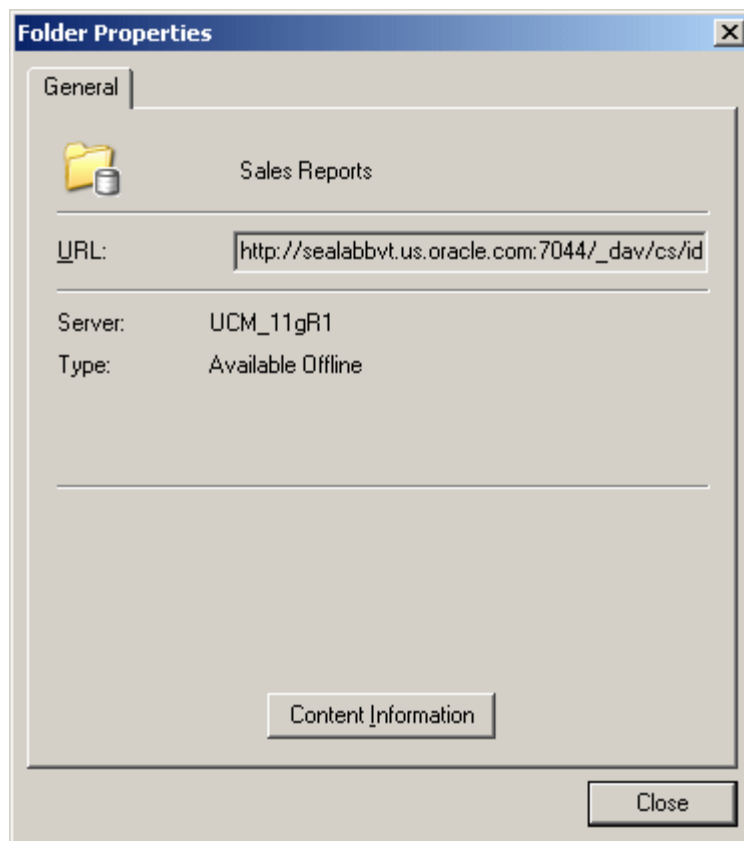 Folder Properties
General
Sales Reports
URL: http://sealabbvt.us.oracle.com:7044/_dav/cs/id
Server: UCM_11gR1
Type: Available Offline
Content Information
Close